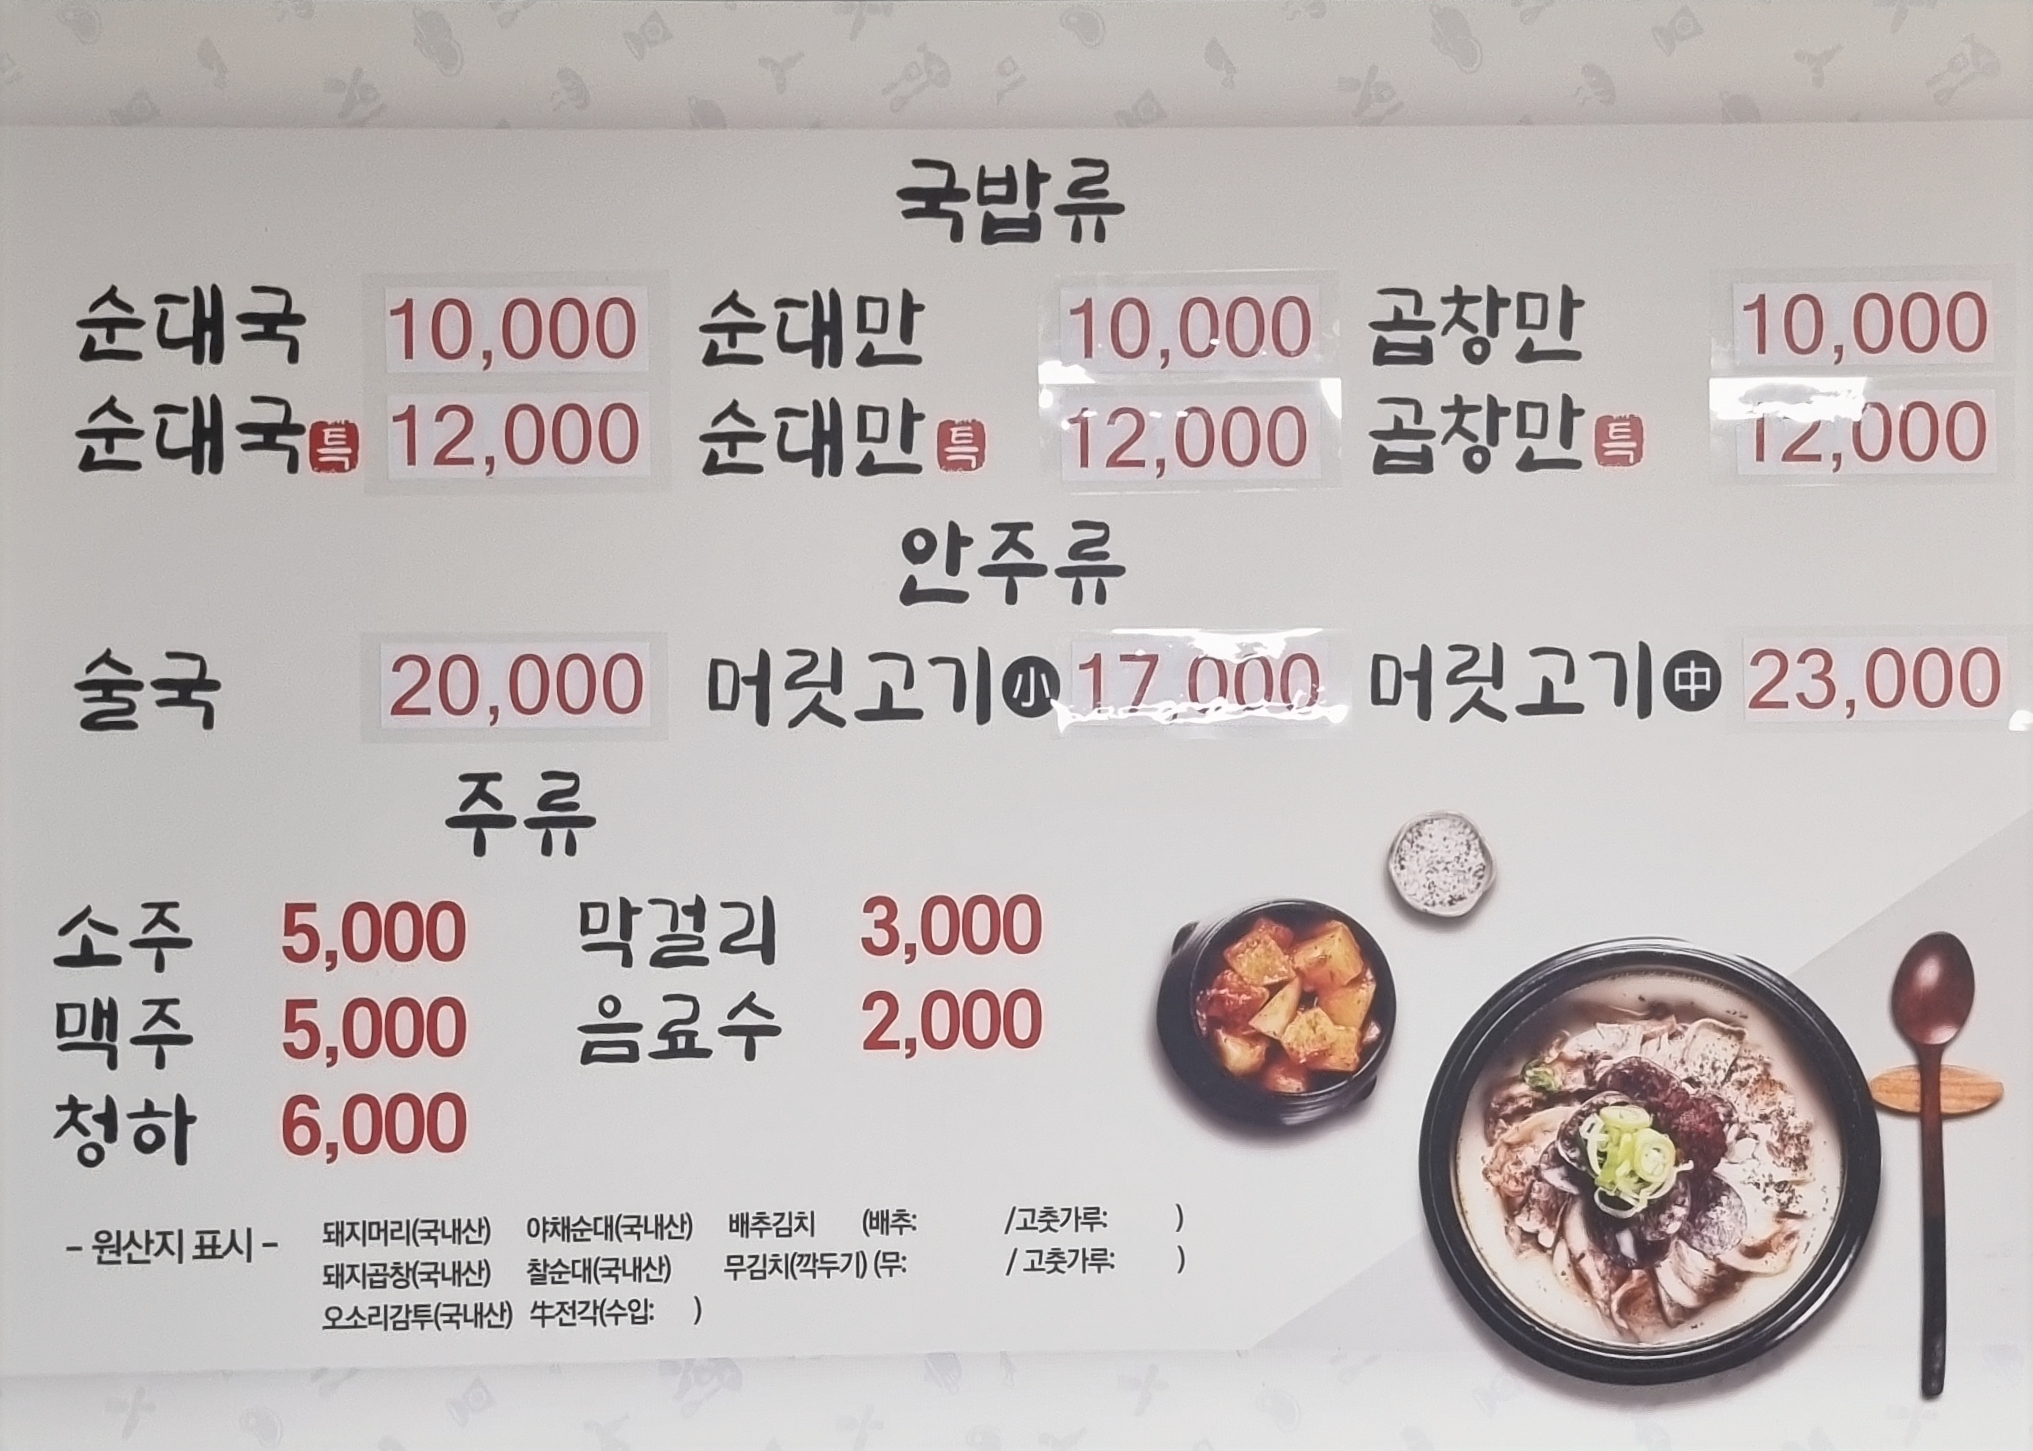 국밥류
순대국 10,000 순대만 10,000 곱창만 10,000
순대국특 12,000 순대만특 12,000 곱창만특 12,000
안주류
술국 20,000 머릿고기小 17,000 머릿고기中 23,000
주류
소주 5,000 막걸리 3,000
맥주 5,000 음료수 2,000
청하 6,000
- 원산지 표시 - 돼지머리(국내산) 야채순대(국내산) 배추김치 (배추: /고춧가루: )
돼지곱창(국내산) 찰순대(국내산) 무김치(깍두기) (무: / 고춧가루: )
오소리감투(국내산) 牛전각(수입: )